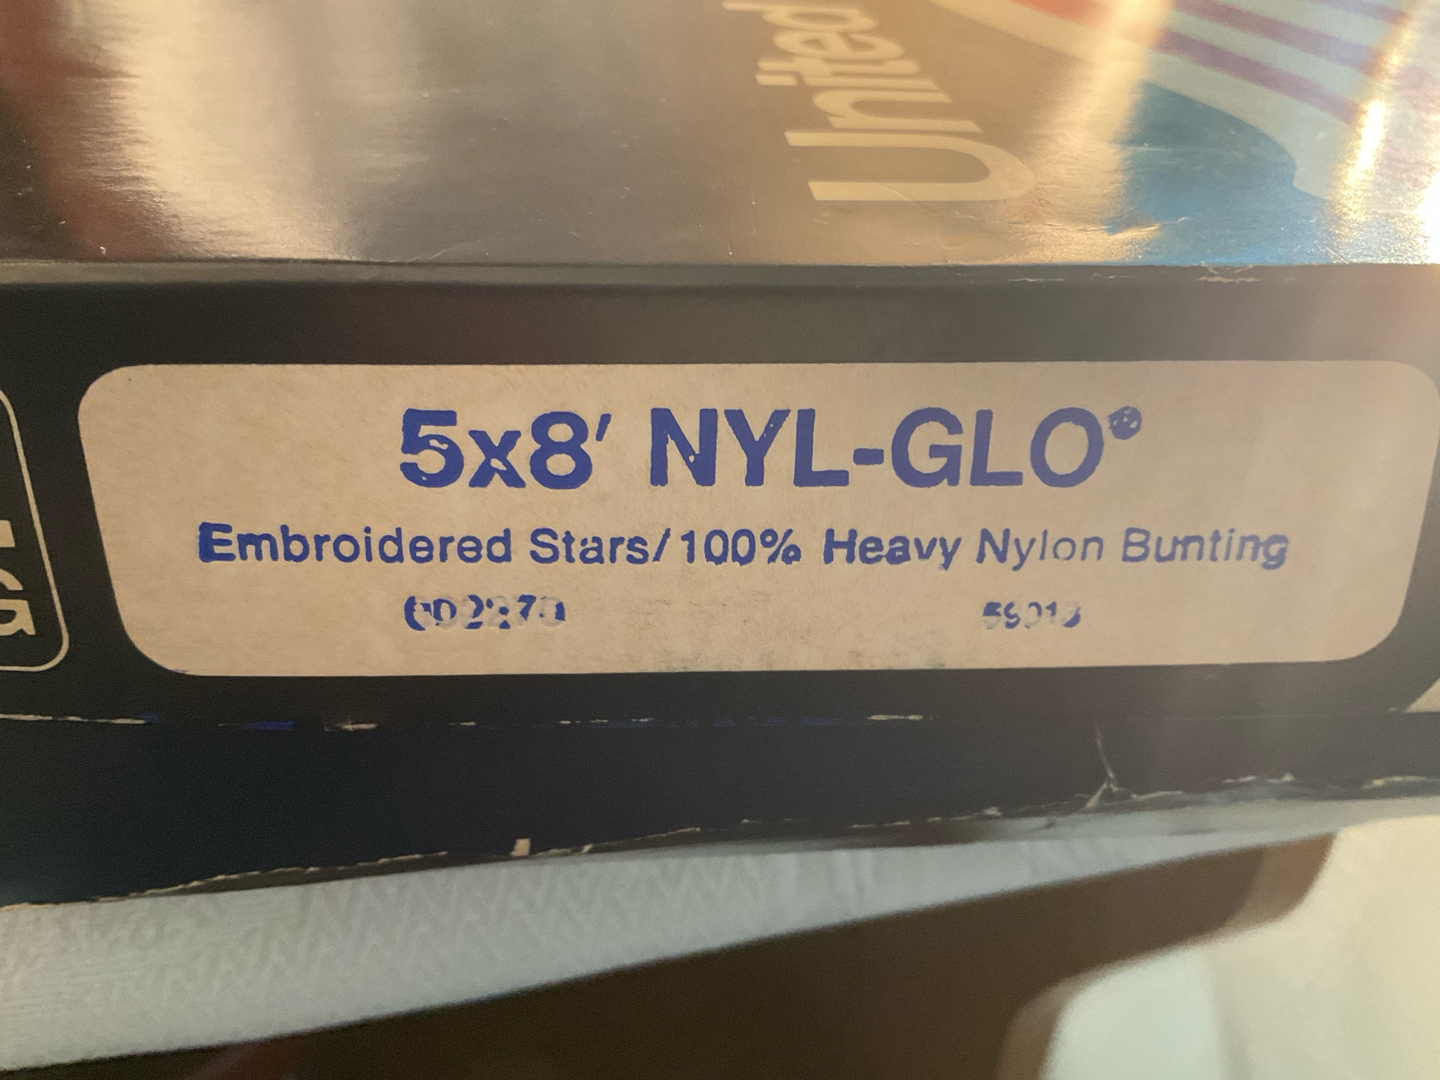 United
5x8' NYL-GLO®
Embroidered Stars/100% Heavy Nylon Bunting
G